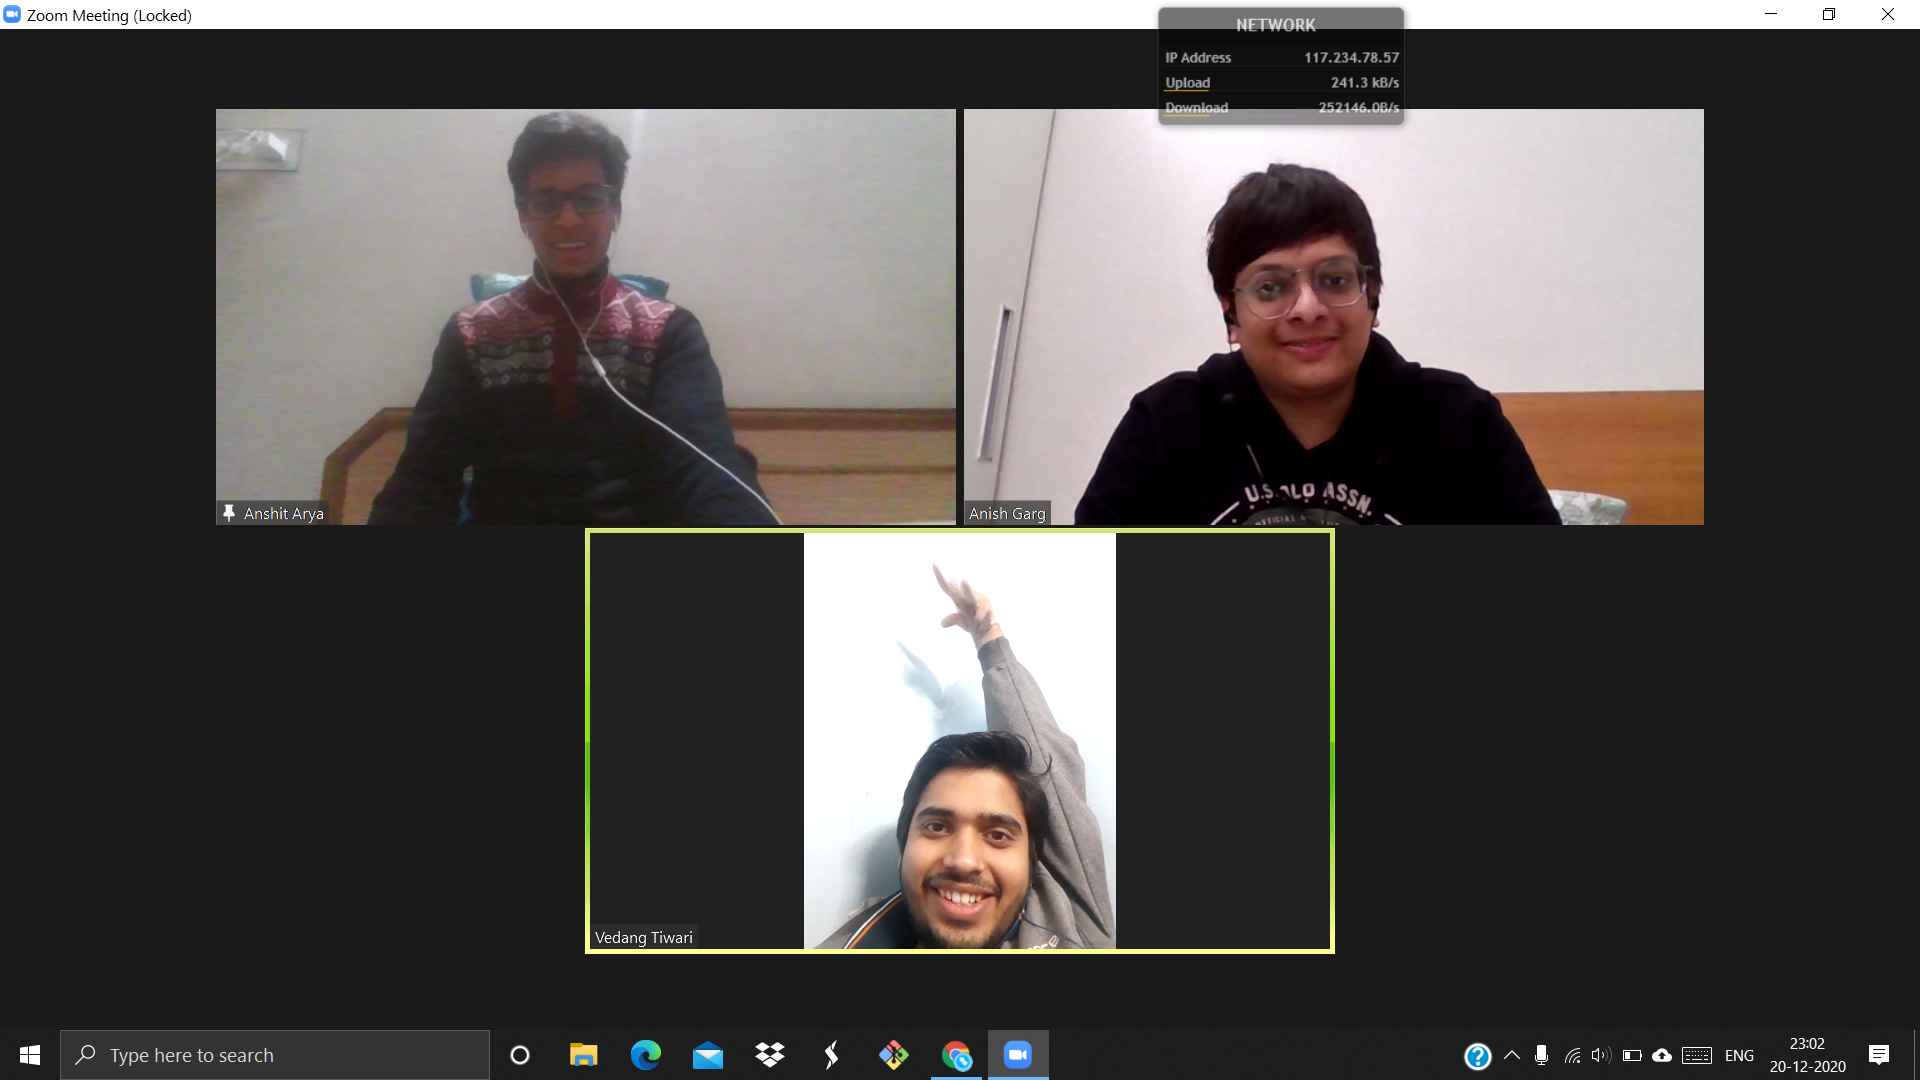 Zoom Meeting (Locked)
NETWORK
IP Address 117.234.78.57
Upload 241.3 kB/s
Download 252146.0B/s
U.S. OLO ASSN.
Anshit Arya
Anish Garg
Vedang Tiwari
Type here to search
ENG
23:02
20-12-2020